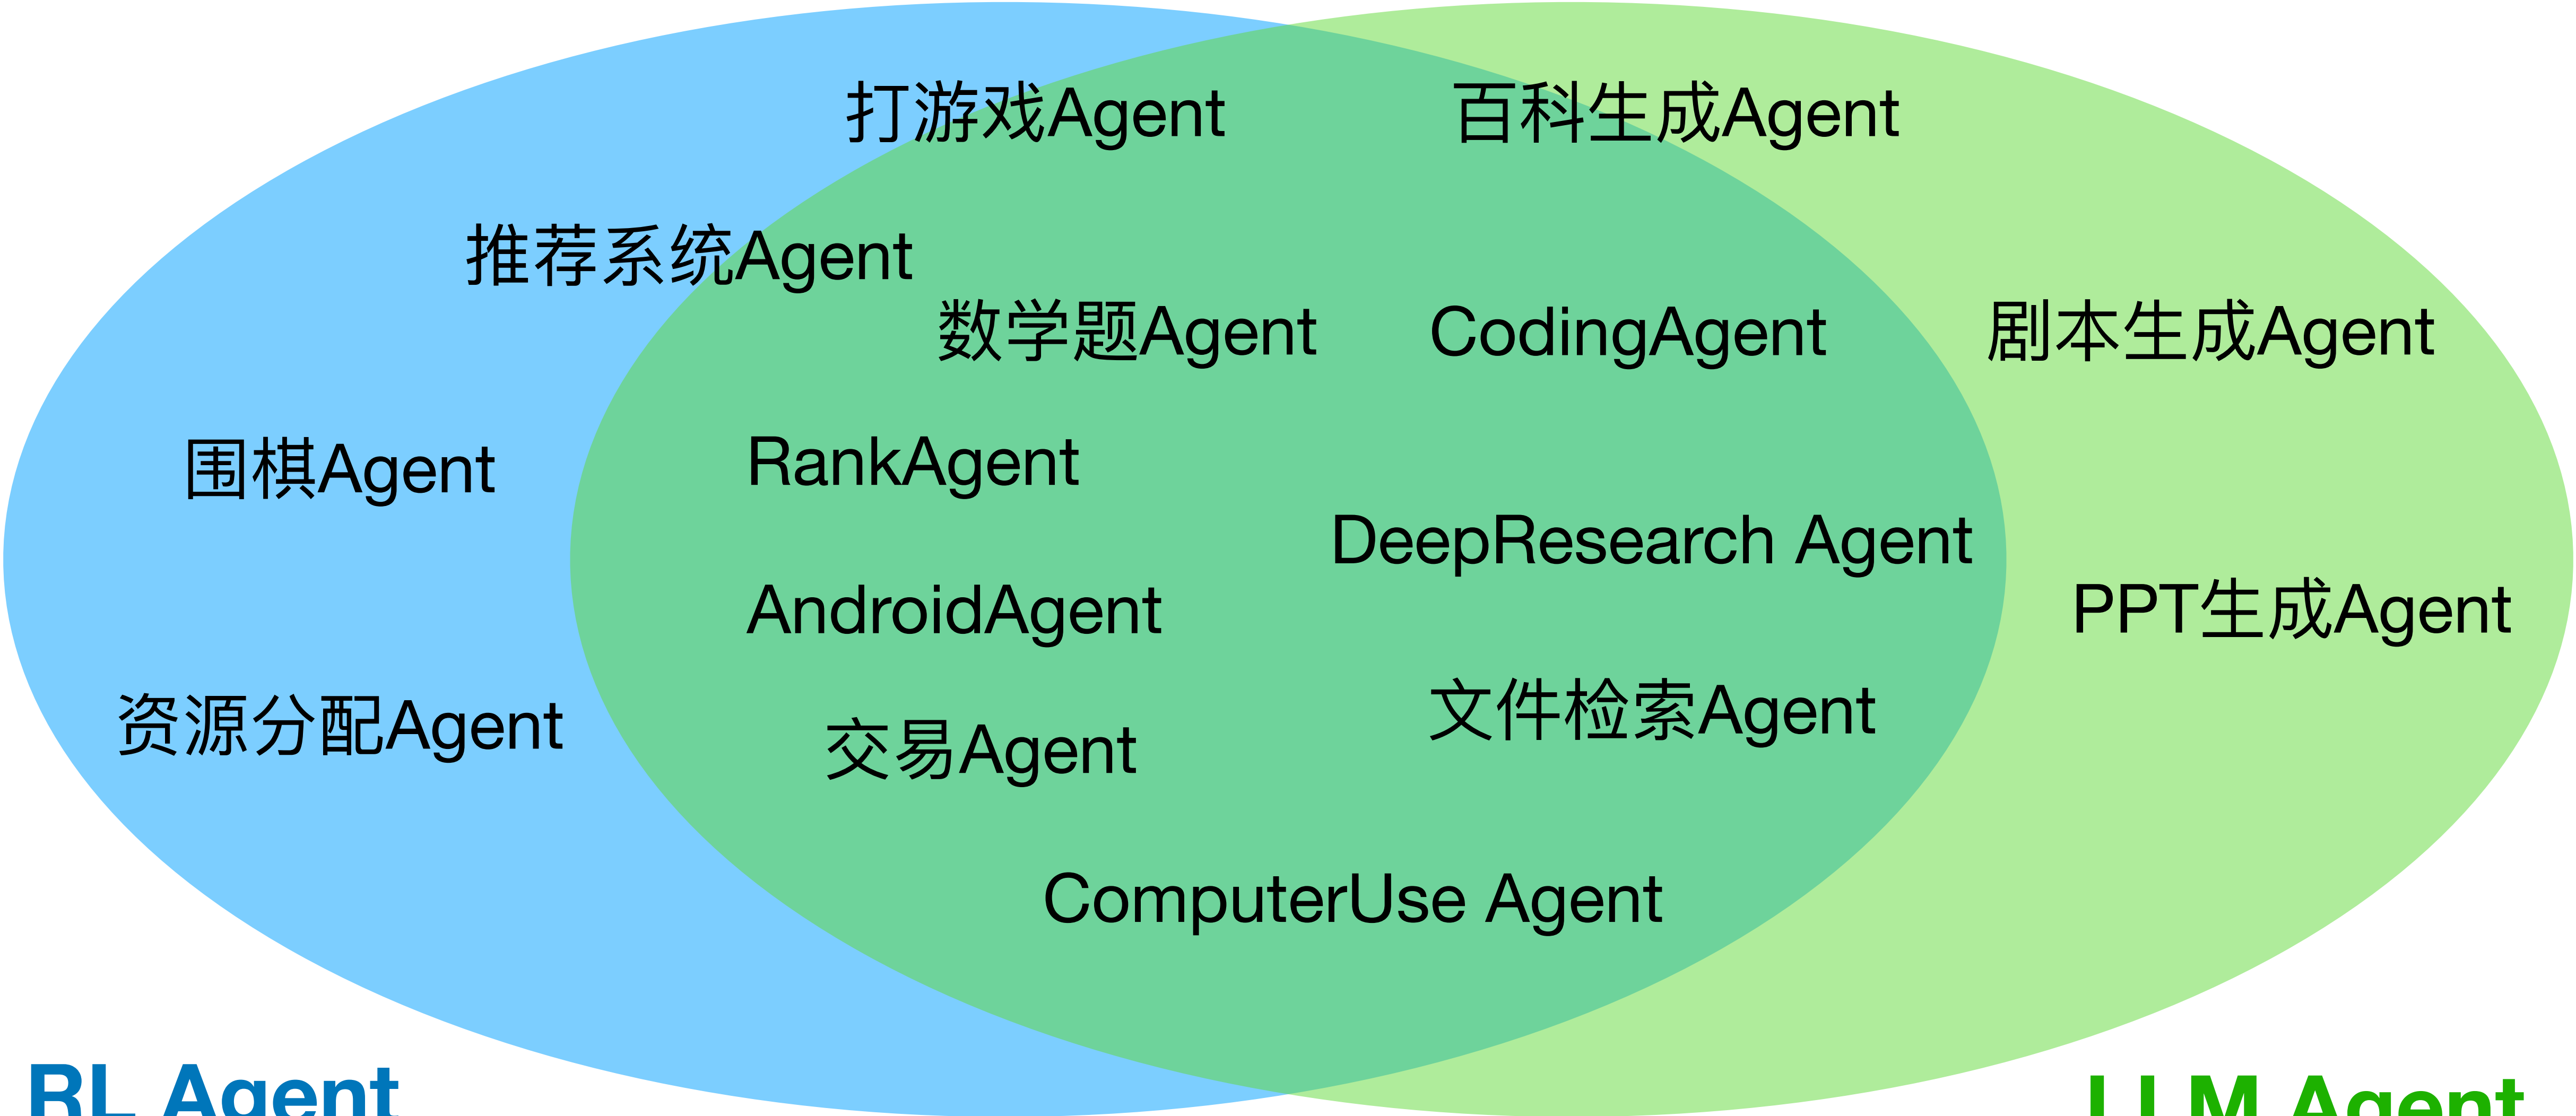 打游戏Agent
百科生成Agent
推荐系统Agent
数学题Agent
CodingAgent
剧本生成Agent
围棋Agent
RankAgent
DeepResearch Agent
AndroidAgent
PPT生成Agent
资源分配Agent
交易Agent
文件检索Agent
ComputerUse Agent
RL Agent
LLM Agent